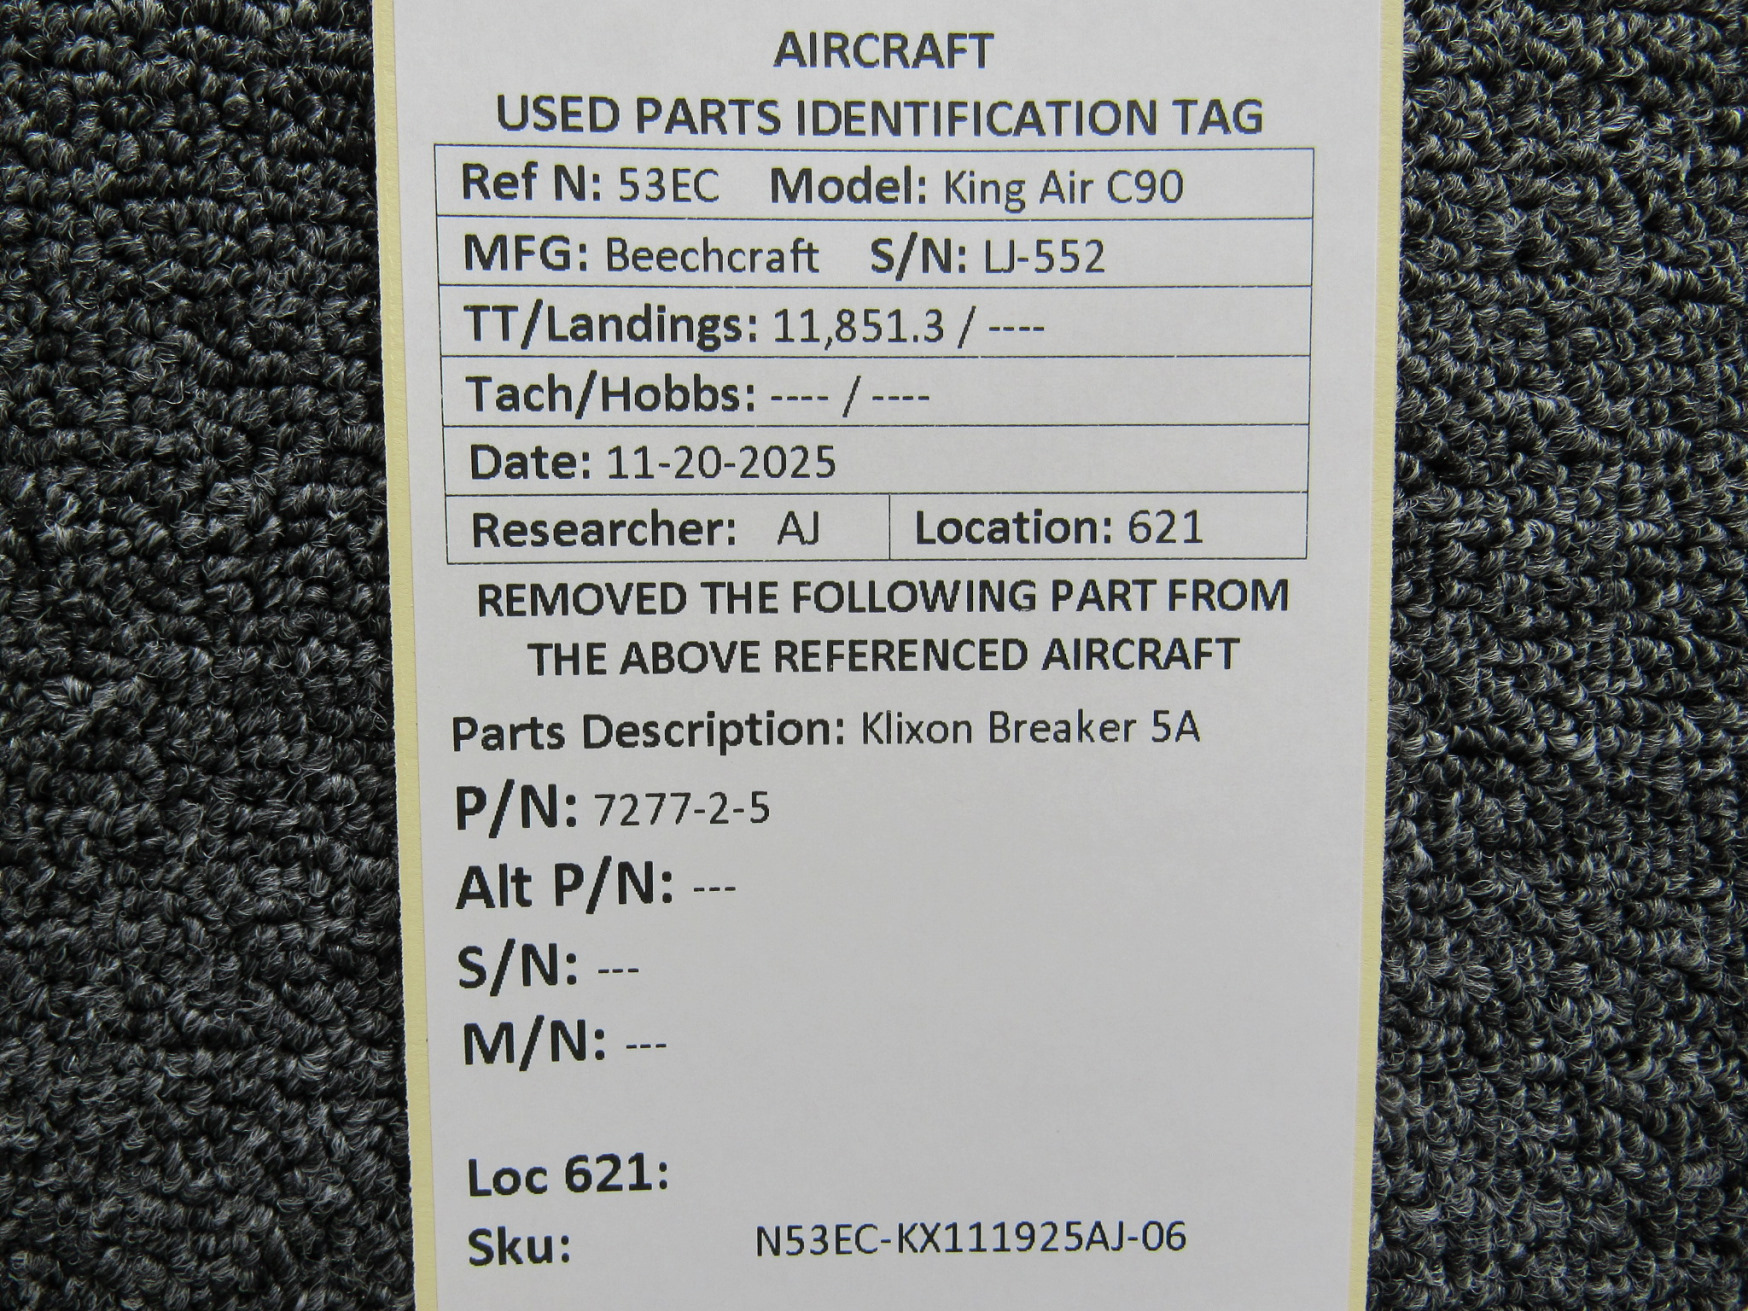 AIRCRAFT
USED PARTS IDENTIFICATION TAG
Ref N: 53EC Model: King Air C90
MFG: Beechcraft S/N: LJ-552
TT/Landings: 11,851.3 / ----
Tach/Hobbs: ---- / ----
Date: 11-20-2025
Researcher: AJ Location: 621
REMOVED THE FOLLOWING PART FROM
THE ABOVE REFERENCED AIRCRAFT
Parts Description: Klixon Breaker 5A
P/N: 7277-2-5
Alt P/N: ---
S/N: ---
M/N: ---
Loc 621:
Sku: N53EC-KX111925AJ-06